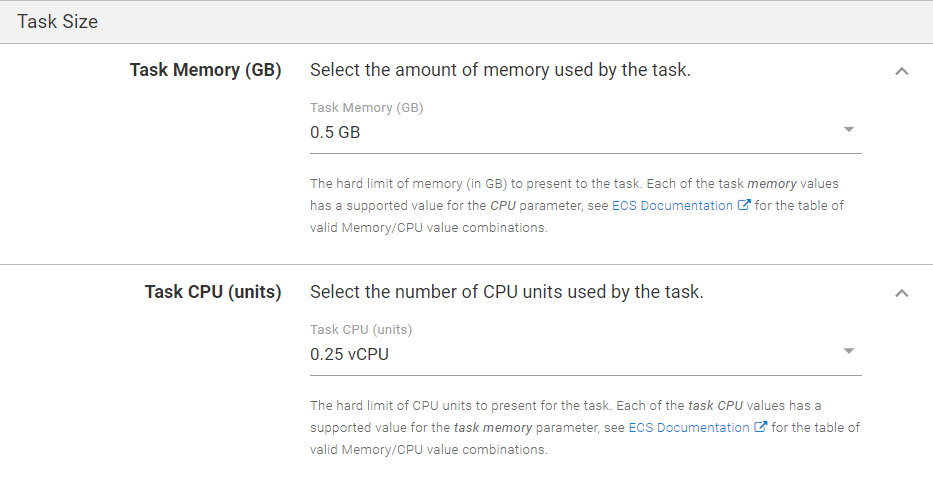 Task Size
Task Memory (GB)
Select the amount of memory used by the task.
Task Memory (GB)
0.5 GB
The hard limit of memory (in GB) to present to the task. Each of the task memory values
has a supported value for the CPU parameter, see ECS Documentation for the table of
valid Memory/CPU value combinations.
Task CPU (units)
Select the number of CPU units used by the task.
Task CPU (units)
0.25 vCPU
The hard limit of CPU units to present for the task. Each of the task CPU values has a
supported value for the task memory parameter, see ECS Documentation for the table of
valid Memory/CPU value combinations.